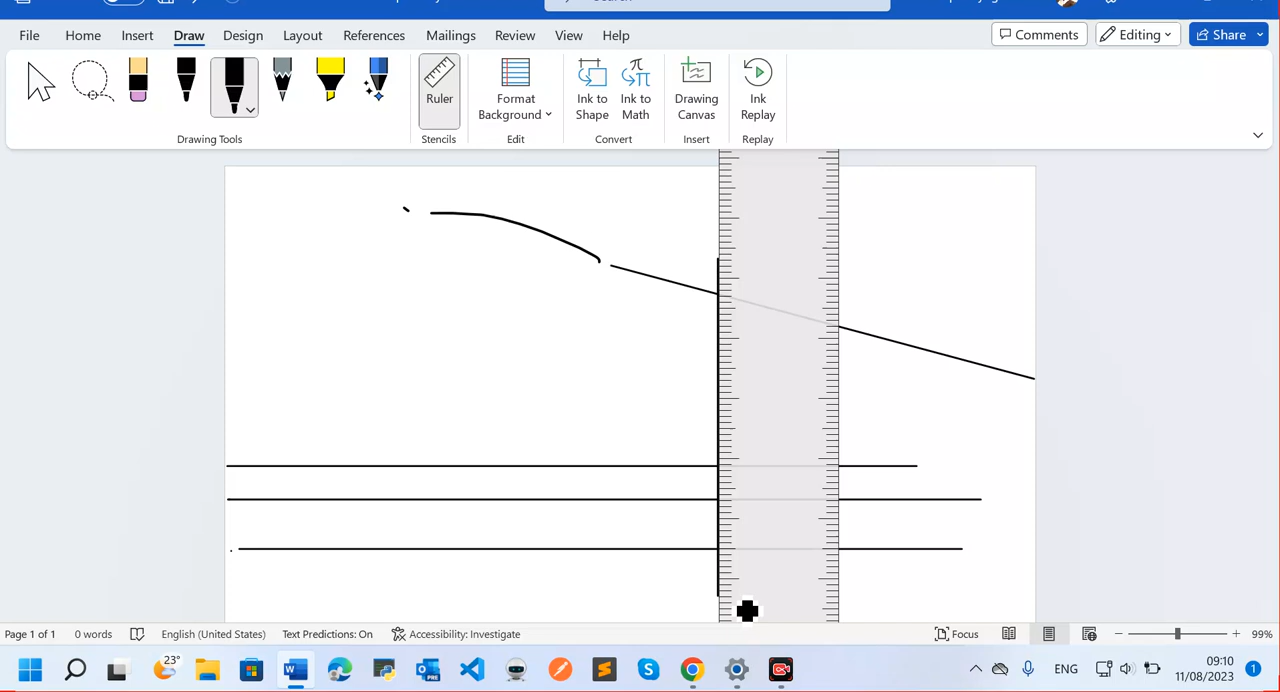 File Home Insert Draw Design Layout References Mailings Review View Help Comments Editing Share
Ruler Format Background Ink to Shape Ink to Math Drawing Canvas Ink Replay
Drawing Tools Stencils Edit Convert Insert Replay
Page 1 of 1 0 words English (United States) Text Predictions: On Accessibility: Investigate Focus 99%
23° PRE ENG 09:10 1
11/08/2023